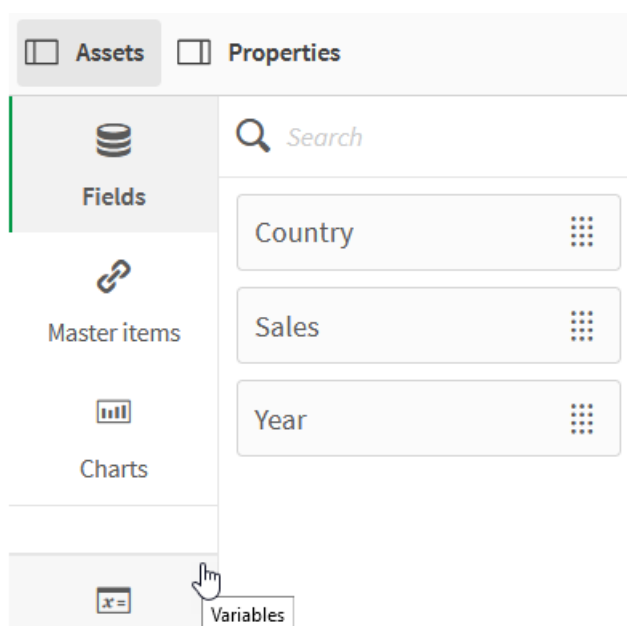 Assets Properties
Fields
Search
Country
Master items
Sales
Year
Charts
x=
Variables